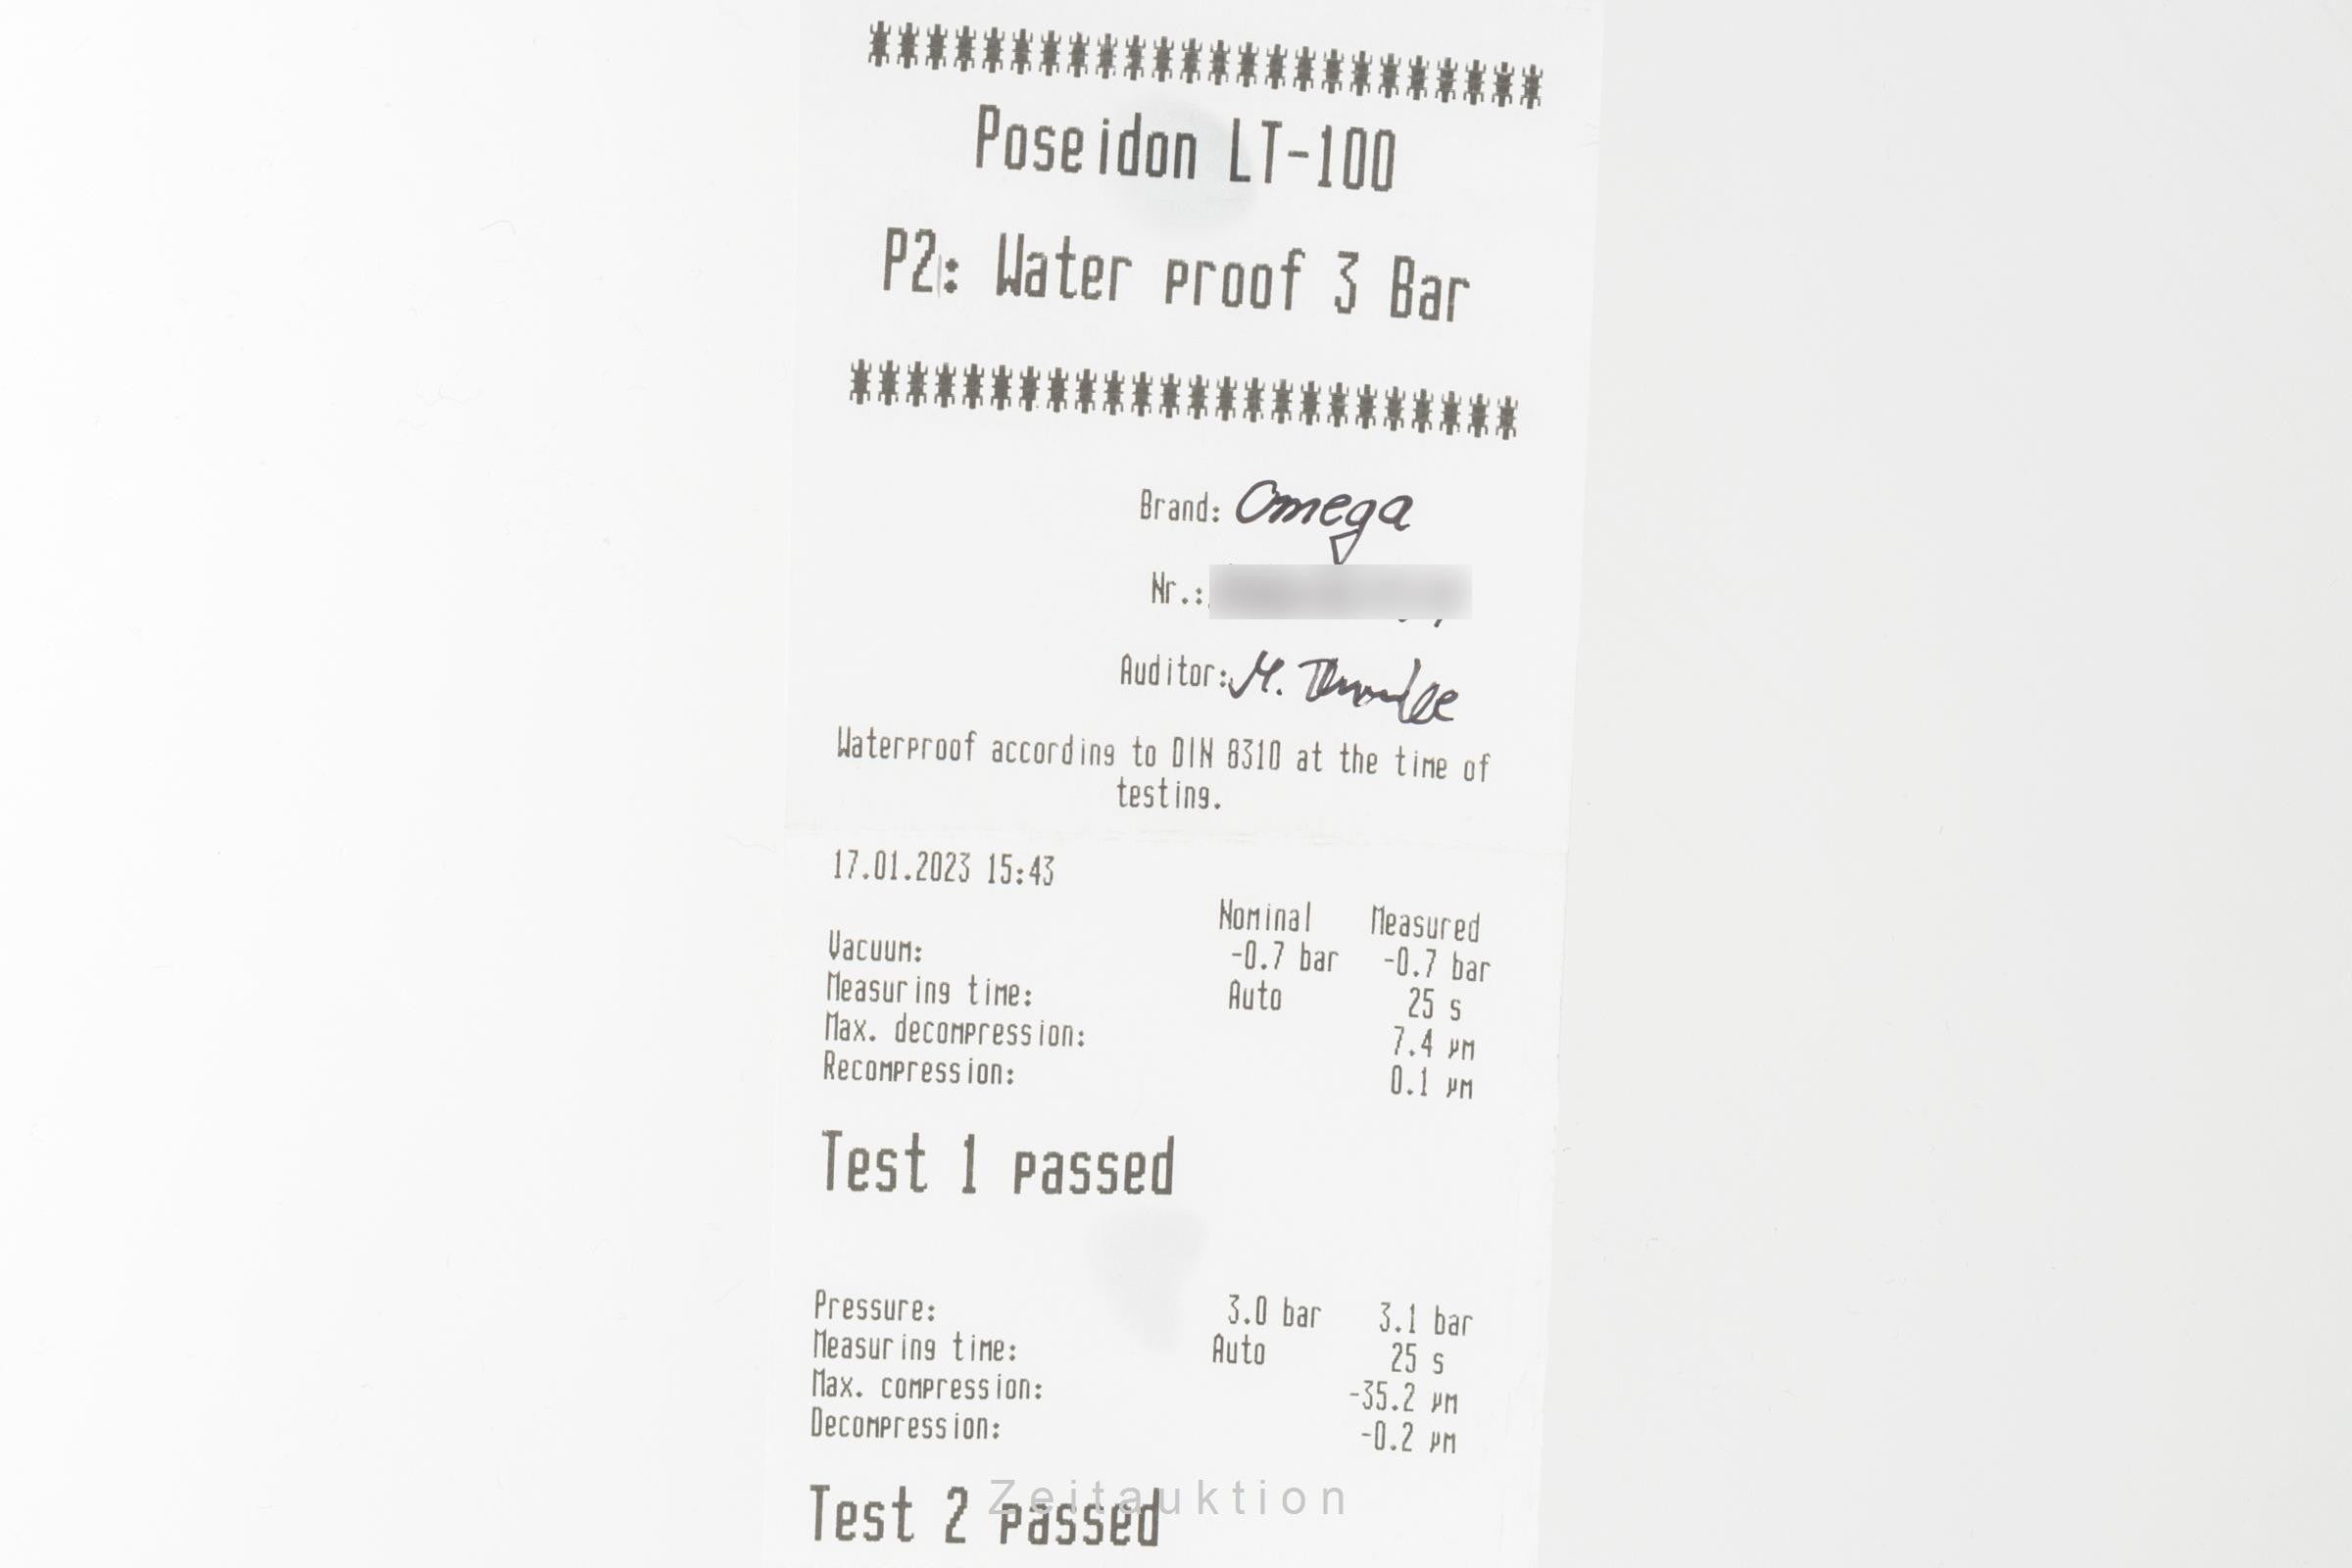 ************************
Poseidon LT-100
P2: Water proof 3 Bar
************************
Brand: Omega
Nr.:
Auditor: M.
Waterproof according to DIN 8310 at the time of
testing.
17.01.2023 15:43
Nominal Measured
Vacuum: -0.7 bar -0.7 bar
Measuring time: Auto 25 s
Max. decompression: 7.4 µm
Recompression: 0.1 µm
Test 1 passed
Pressure: 3.0 bar 3.1 bar
Measuring time: Auto 25 s
Max. compression: -35.2 µm
Decompression: -0.2 µm
Test 2 passed
Zeitauktion